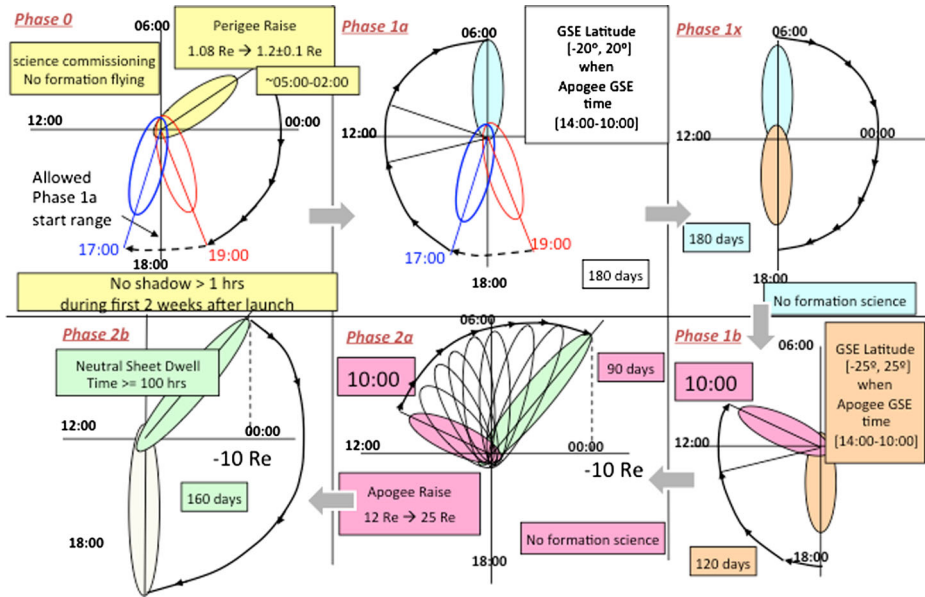 Phase 0
06:00
Perigee Raise
1.08 Re → 1.2±0.1 Re
science commissioning
No formation flying
~05:00-02:00
12:00
00:00
Allowed
Phase 1a
start range
17:00
19:00
18:00
No shadow > 1 hrs
during first 2 weeks after launch
Phase 1a
06:00
GSE Latitude
[-20º, 20º]
when
Apogee GSE
time
[14:00-10:00]
12:00
17:00
19:00
18:00
180 days
Phase 1x
06:00
12:00
00:00
180 days
18:00
No formation science
Phase 2b
Neutral Sheet Dwell
Time >= 100 hrs
12:00
00:00
-10 Re
160 days
18:00
Phase 2a
06:00
10:00
90 days
12:00
00:00
-10 Re
Apogee Raise
12 Re → 25 Re
No formation science
18:00
Phase 1b
06:00
GSE Latitude
[-25º, 25º]
when
Apogee GSE
time
[14:00-10:00]
10:00
12:00
18:00
120 days